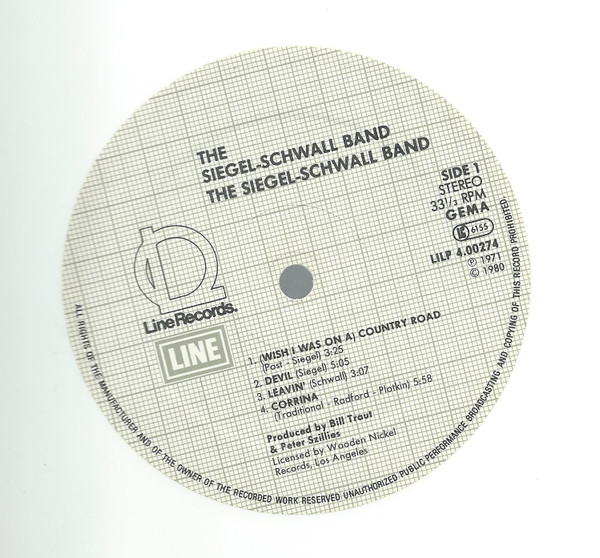 THE
SIEGEL-SCHWALL BAND
THE SIEGEL-SCHWALL BAND
SIDE 1
STEREO
33 1/3 RPM
GEMA
LC 6155
LILP 4.00274
℗ 1971
© 1980
Line Records.
LINE
1. (WISH I WAS ON A) COUNTRY ROAD
(Post - Siegel) 3:25
2. DEVIL (Siegel) 5:05
3. LEAVIN' (Schwall) 3:07
4. CORRINA
(Traditional - Radford - Plotkin) 5:58
Produced by Bill Traut
& Peter Szillies
Licensed by Wooden Nickel
Records, Los Angeles
ALL RIGHTS OF THE MANUFACTURER AND OF THE OWNER OF THE RECORDED WORK RESERVED UNAUTHORIZED PUBLIC PERFORMANCE BROADCASTING AND COPYING OF THIS RECORD PROHIBITED